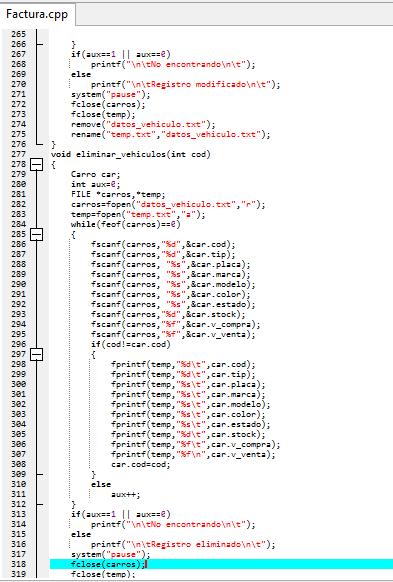 Factura.cpp
265
266 }
267 if(aux==1 || aux==0)
268 printf("\n\tNo encontrando\n\t");
269 else
270 printf("\n\tRegistro modificado\n\t");
271 system("pause");
272 fclose(carros);
273 fclose(temp);
274 remove("datos_vehiculo.txt");
275 rename("temp.txt","datos_vehiculo.txt");
276 }
277 void eliminar_vehiculos(int cod)
278 {
279 Carro car;
280 int aux=0;
281 FILE *carros,*temp;
282 carros=fopen("datos_vehiculo.txt","r");
283 temp=fopen("temp.txt","a");
284 while(feof(carros)==0)
285 {
286 fscanf(carros,"%d",&car.cod);
287 fscanf(carros,"%d",&car.tip);
288 fscanf(carros, "%s",&car.placa);
289 fscanf(carros, "%s",&car.marca);
290 fscanf(carros, "%s",&car.modelo);
291 fscanf(carros, "%s",&car.color);
292 fscanf(carros, "%s",&car.estado);
293 fscanf(carros,"%d",&car.stock);
294 fscanf(carros,"%f",&car.v_compra);
295 fscanf(carros,"%f",&car.v_venta);
296 if(cod!=car.cod)
297 {
298 fprintf(temp,"%d\t",car.cod);
299 fprintf(temp,"%d\t",car.tip);
300 fprintf(temp,"%s\t",car.placa);
301 fprintf(temp,"%s\t",car.marca);
302 fprintf(temp,"%s\t",car.modelo);
303 fprintf(temp,"%s\t",car.color);
304 fprintf(temp,"%s\t",car.estado);
305 fprintf(temp,"%d\t",car.stock);
306 fprintf(temp,"%f\t",car.v_compra);
307 fprintf(temp,"%f\n",car.v_venta);
308 car.cod=cod;
309 }
310 else
311 aux++;
312 }
313 if(aux==1 || aux==0)
314 printf("\n\tNo encontrando\n\t");
315 else
316 printf("\n\tRegistro eliminado\n\t");
317 system("pause");
318 fclose(carros);
319 fclose(temp);